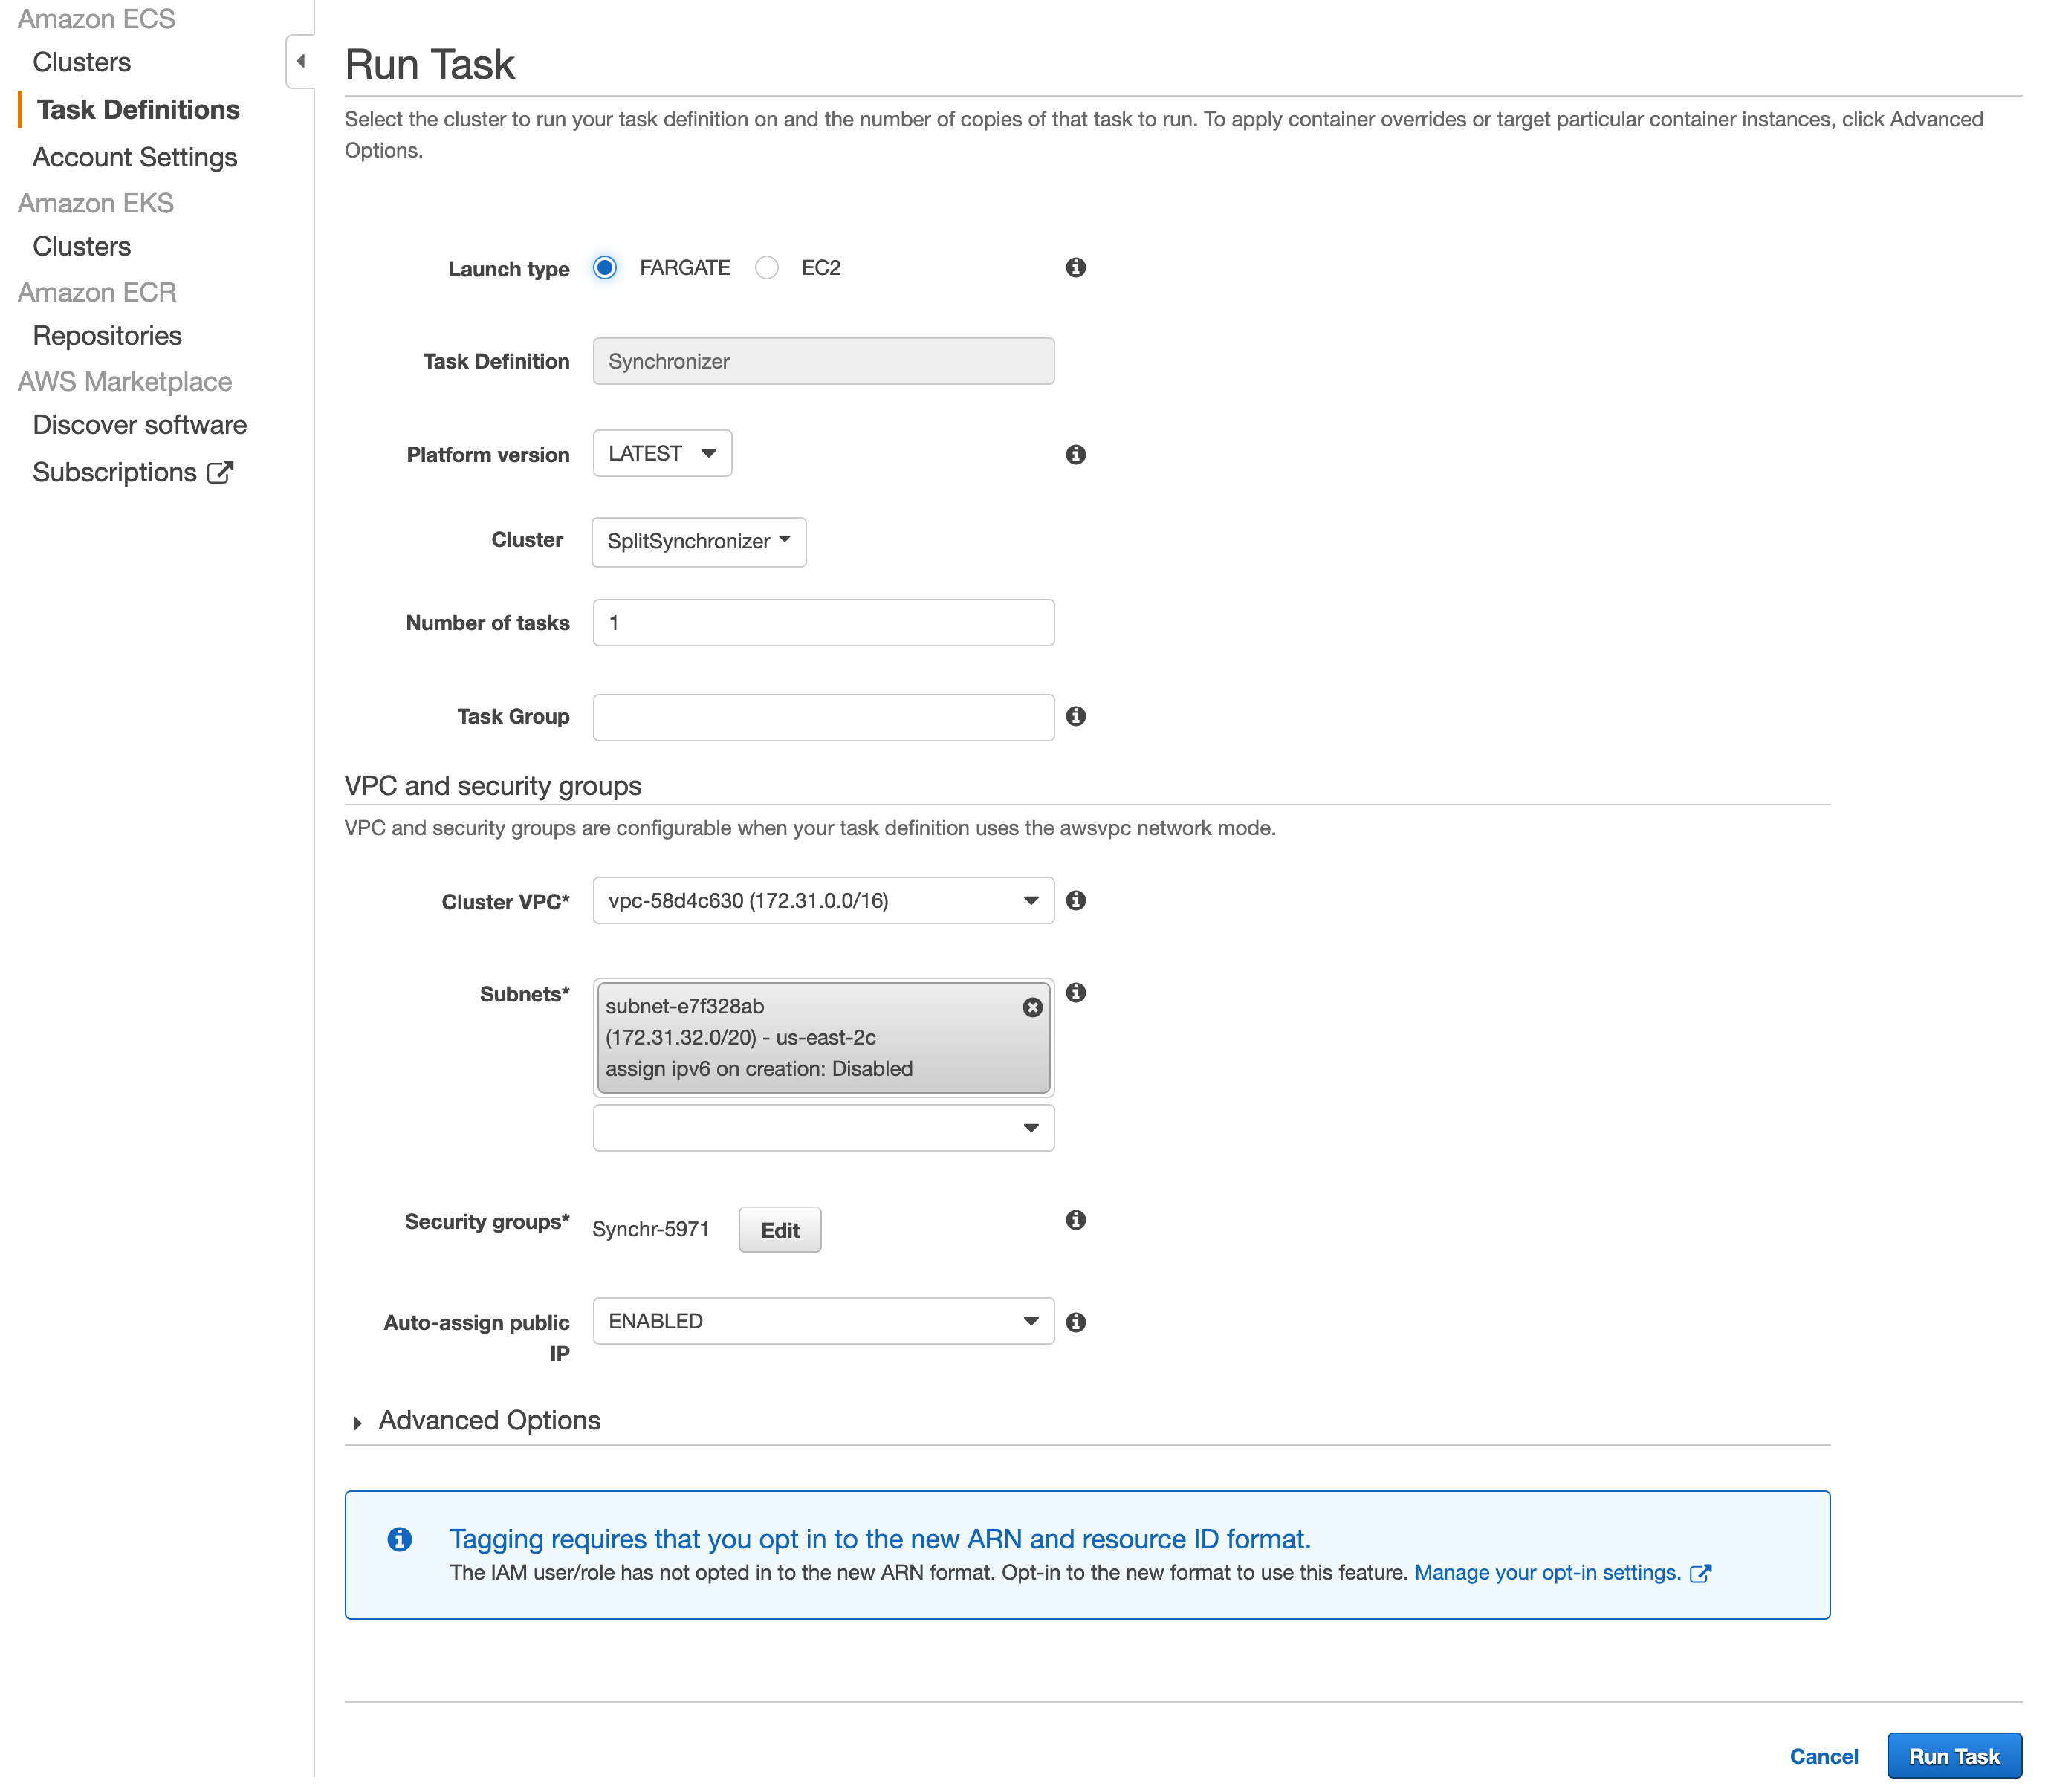 Amazon ECS
Clusters
Task Definitions
Account Settings
Amazon EKS
Clusters
Amazon ECR
Repositories
AWS Marketplace
Discover software
Subscriptions
Run Task
Select the cluster to run your task definition on and the number of copies of that task to run. To apply container overrides or target particular container instances, click Advanced
Options.
Launch type FARGATE EC2
Task Definition Synchronizer
Platform version LATEST
Cluster SplitSynchronizer
Number of tasks 1
Task Group
VPC and security groups
VPC and security groups are configurable when your task definition uses the awsvpc network mode.
Cluster VPC* vpc-58d4c630 (172.31.0.0/16)
Subnets* subnet-e7f328ab
(172.31.32.0/20) - us-east-2c
assign ipv6 on creation: Disabled
Security groups* Synchr-5971 Edit
Auto-assign public ENABLED
IP
Advanced Options
Tagging requires that you opt in to the new ARN and resource ID format.
The IAM user/role has not opted in to the new ARN format. Opt-in to the new format to use this feature. Manage your opt-in settings.
Cancel Run Task